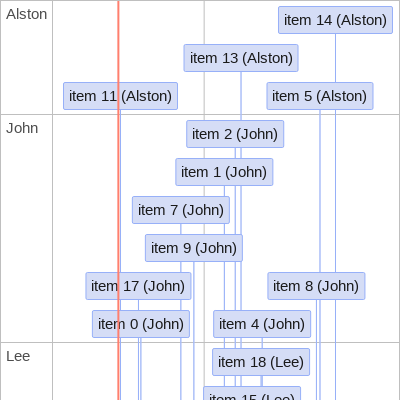 Alston
item 14 (Alston)
item 13 (Alston)
item 11 (Alston)
item 5 (Alston)
John
item 2 (John)
item 1 (John)
item 7 (John)
item 9 (John)
item 17 (John)
item 8 (John)
item 0 (John)
item 4 (John)
Lee
item 18 (Lee)
item 15 (Lee)